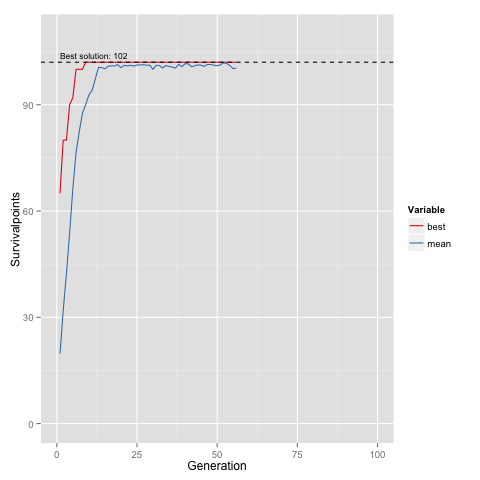 Best solution: 102
90
60
30
0
Survivalpoints
0 25 50 75 100
Generation
Variable
best
mean